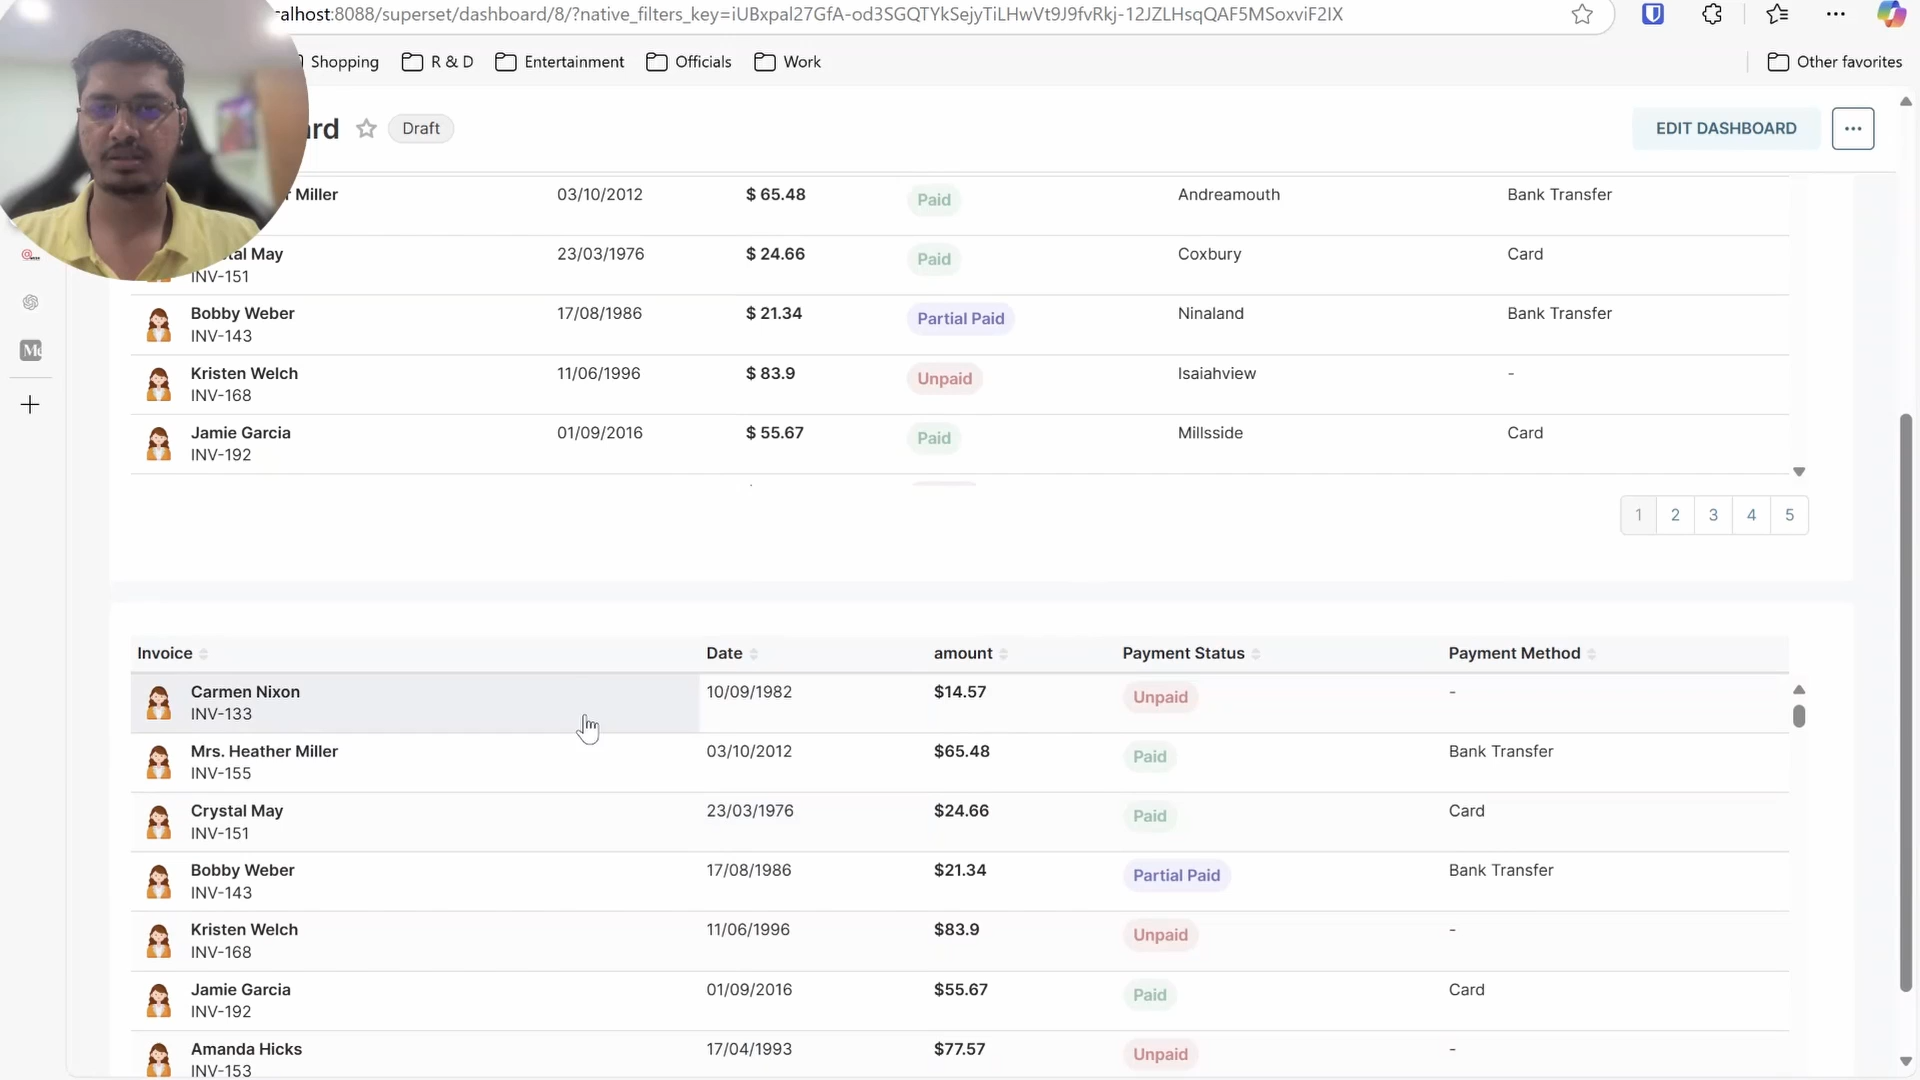 calhost:8088/superset/dashboard/8/?native_filters_key=iUBxpal27GfA-od3SGQTYkSejyTiLHwVt9J9fvRkj-12JZLHsqQAF5MSoxviF2IX
Shopping R & D Entertainment Officials Work Other favorites
Draft EDIT DASHBOARD ...
Miller 03/10/2012 $ 65.48 Paid Andreamouth Bank Transfer
May 23/03/1976 $ 24.66 Paid Coxbury Card
INV-151
Bobby Weber 17/08/1986 $ 21.34 Partial Paid Ninaland Bank Transfer
INV-143
Kristen Welch 11/06/1996 $ 83.9 Unpaid Isaiahview -
INV-168
Jamie Garcia 01/09/2016 $ 55.67 Paid Millsside Card
INV-192
1 2 3 4 5
Invoice Date amount Payment Status Payment Method
Carmen Nixon 10/09/1982 $14.57 Unpaid -
INV-133
Mrs. Heather Miller 03/10/2012 $65.48 Paid Bank Transfer
INV-155
Crystal May 23/03/1976 $24.66 Paid Card
INV-151
Bobby Weber 17/08/1986 $21.34 Partial Paid Bank Transfer
INV-143
Kristen Welch 11/06/1996 $83.9 Unpaid -
INV-168
Jamie Garcia 01/09/2016 $55.67 Paid Card
INV-192
Amanda Hicks 17/04/1993 $77.57 Unpaid -
INV-153